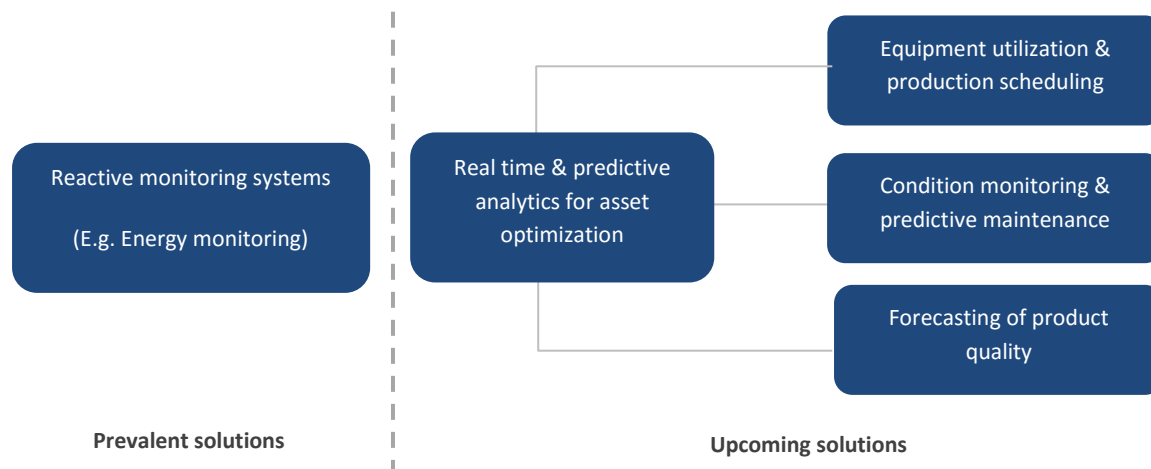 Reactive monitoring systems
(E.g. Energy monitoring)
Prevalent solutions
Real time & predictive
analytics for asset
optimization
Equipment utilization &
production scheduling
Condition monitoring &
predictive maintenance
Forecasting of product
quality
Upcoming solutions